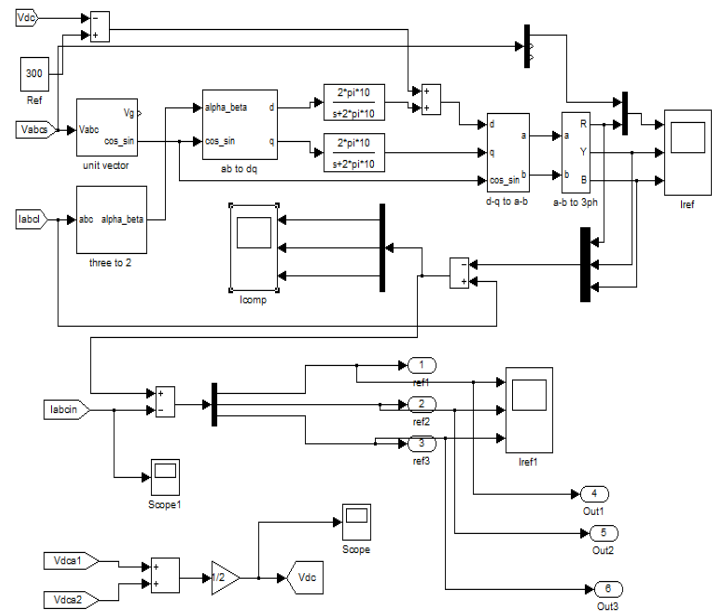 Vdc
−
+
300
Ref
Vabcs
Vabc
Vg
cos_sin
unit vector
alpha_beta
cos_sin
d
q
ab to dq
2*pi*10
s+2*pi*10
2*pi*10
s+2*pi*10
+
+
d
q
cos_sin
a
b
d-q to a-b
a
b
R
Y
B
a-b to 3ph
Iref
Iabcl
abc
alpha_beta
three to 2
Icomp
−
+
Iabcin
+
−
Scope1
1
ref1
2
ref2
3
ref3
Iref1
4
Out1
5
Out2
6
Out3
Vdca1
Vdca2
+
+
1/2
Vdc
Scope